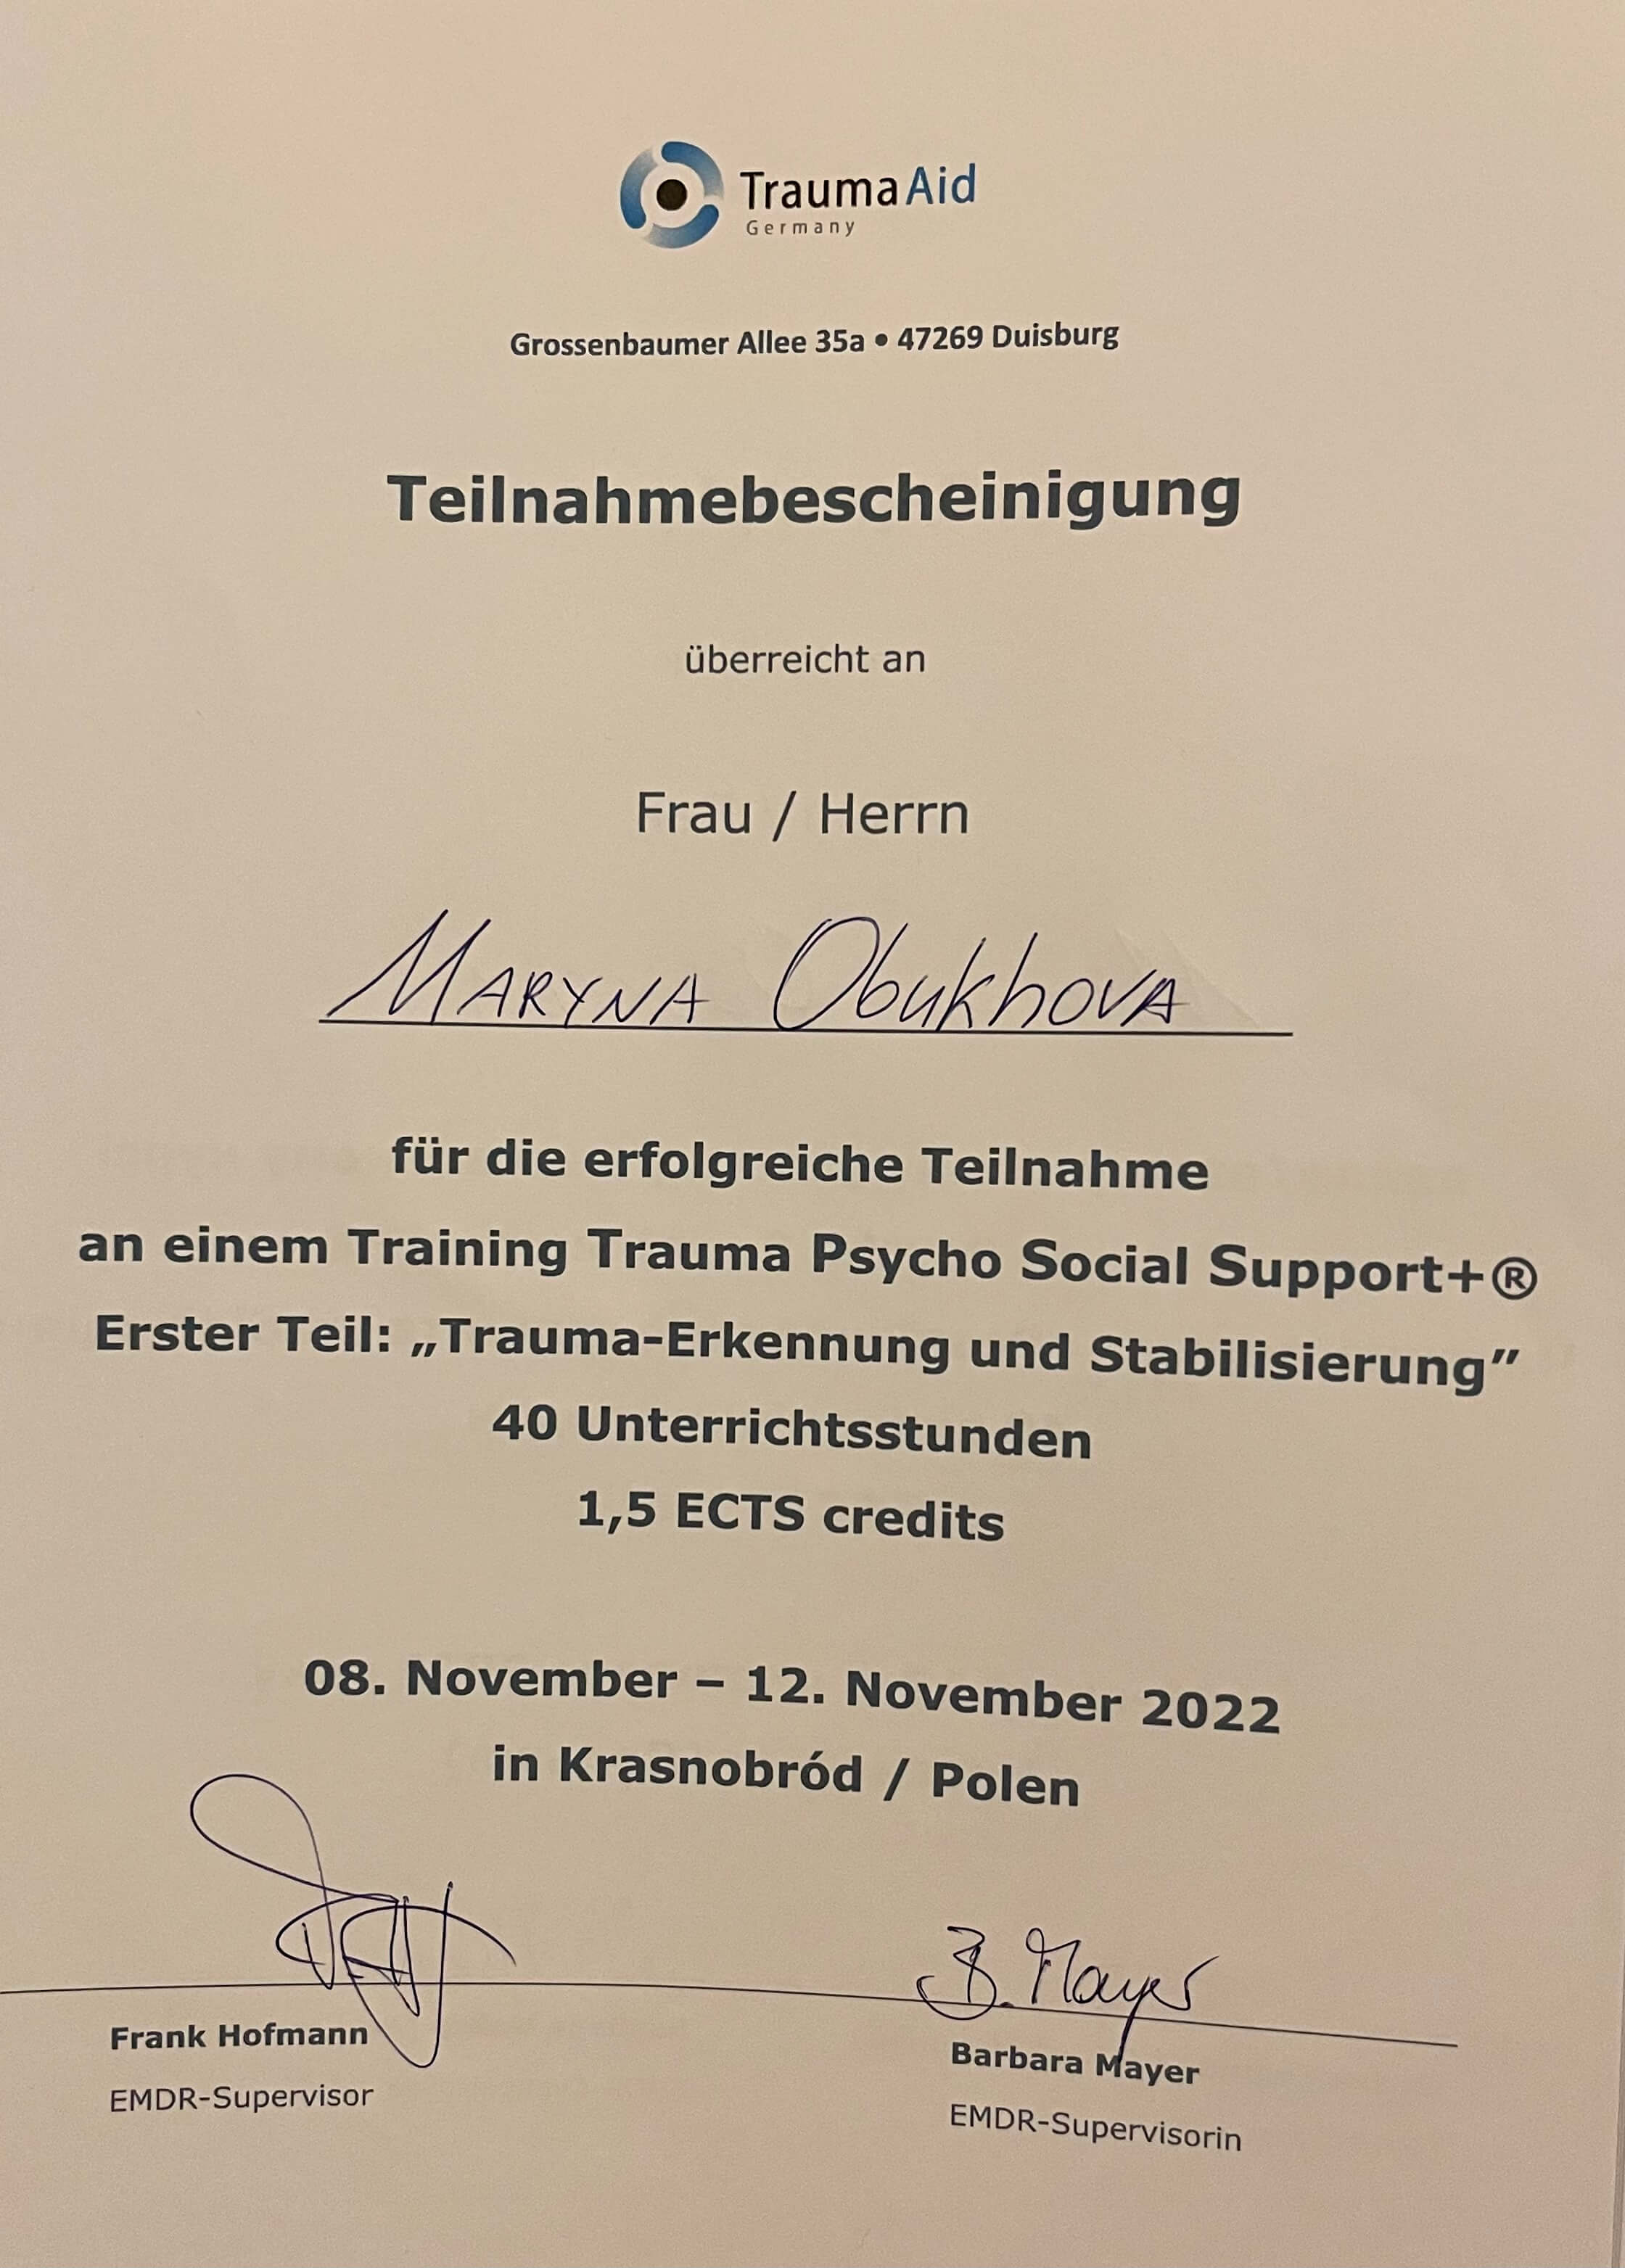 TraumaAid
Germany
Grossenbaumer Allee 35a • 47269 Duisburg
Teilnahmebescheinigung
überreicht an
Frau / Herrn
MARYNA ObukhoVA
für die erfolgreiche Teilnahme
an einem Training Trauma Psycho Social Support+®
Erster Teil: „Trauma-Erkennung und Stabilisierung”
40 Unterrichtsstunden
1,5 ECTS credits
08. November – 12. November 2022
in Krasnobród / Polen
B. Mayer
Frank Hofmann
Barbara Mayer
EMDR-Supervisor
EMDR-Supervisorin